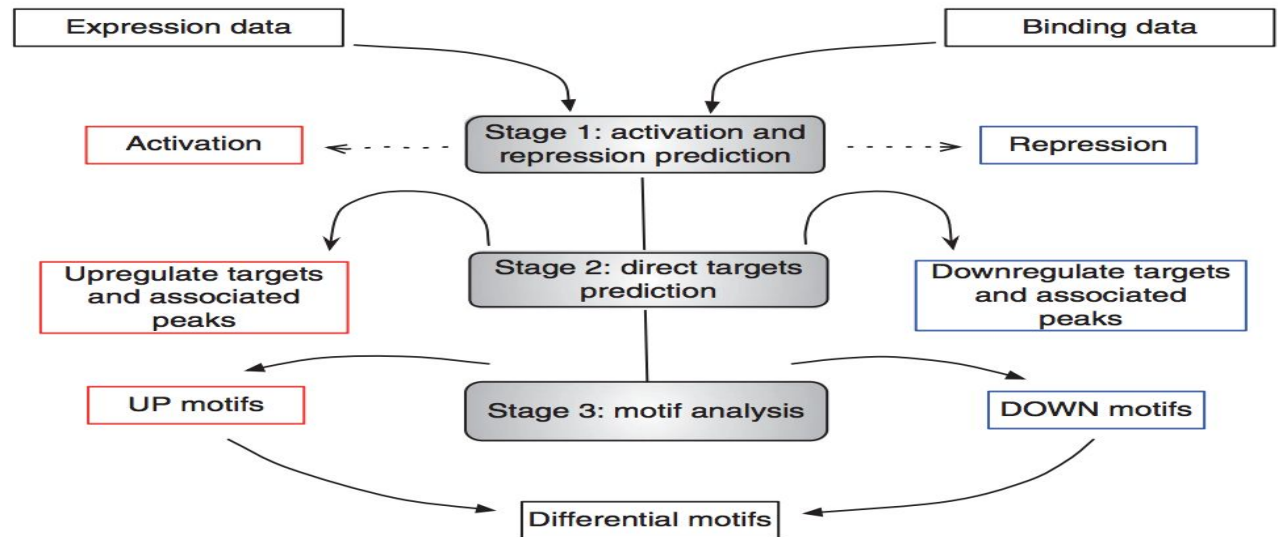 Expression data
Binding data
Activation
Stage 1: activation and
repression prediction
Repression
Upregulate targets
and associated
peaks
Stage 2: direct targets
prediction
Downregulate targets
and associated
peaks
UP motifs
Stage 3: motif analysis
DOWN motifs
Differential motifs